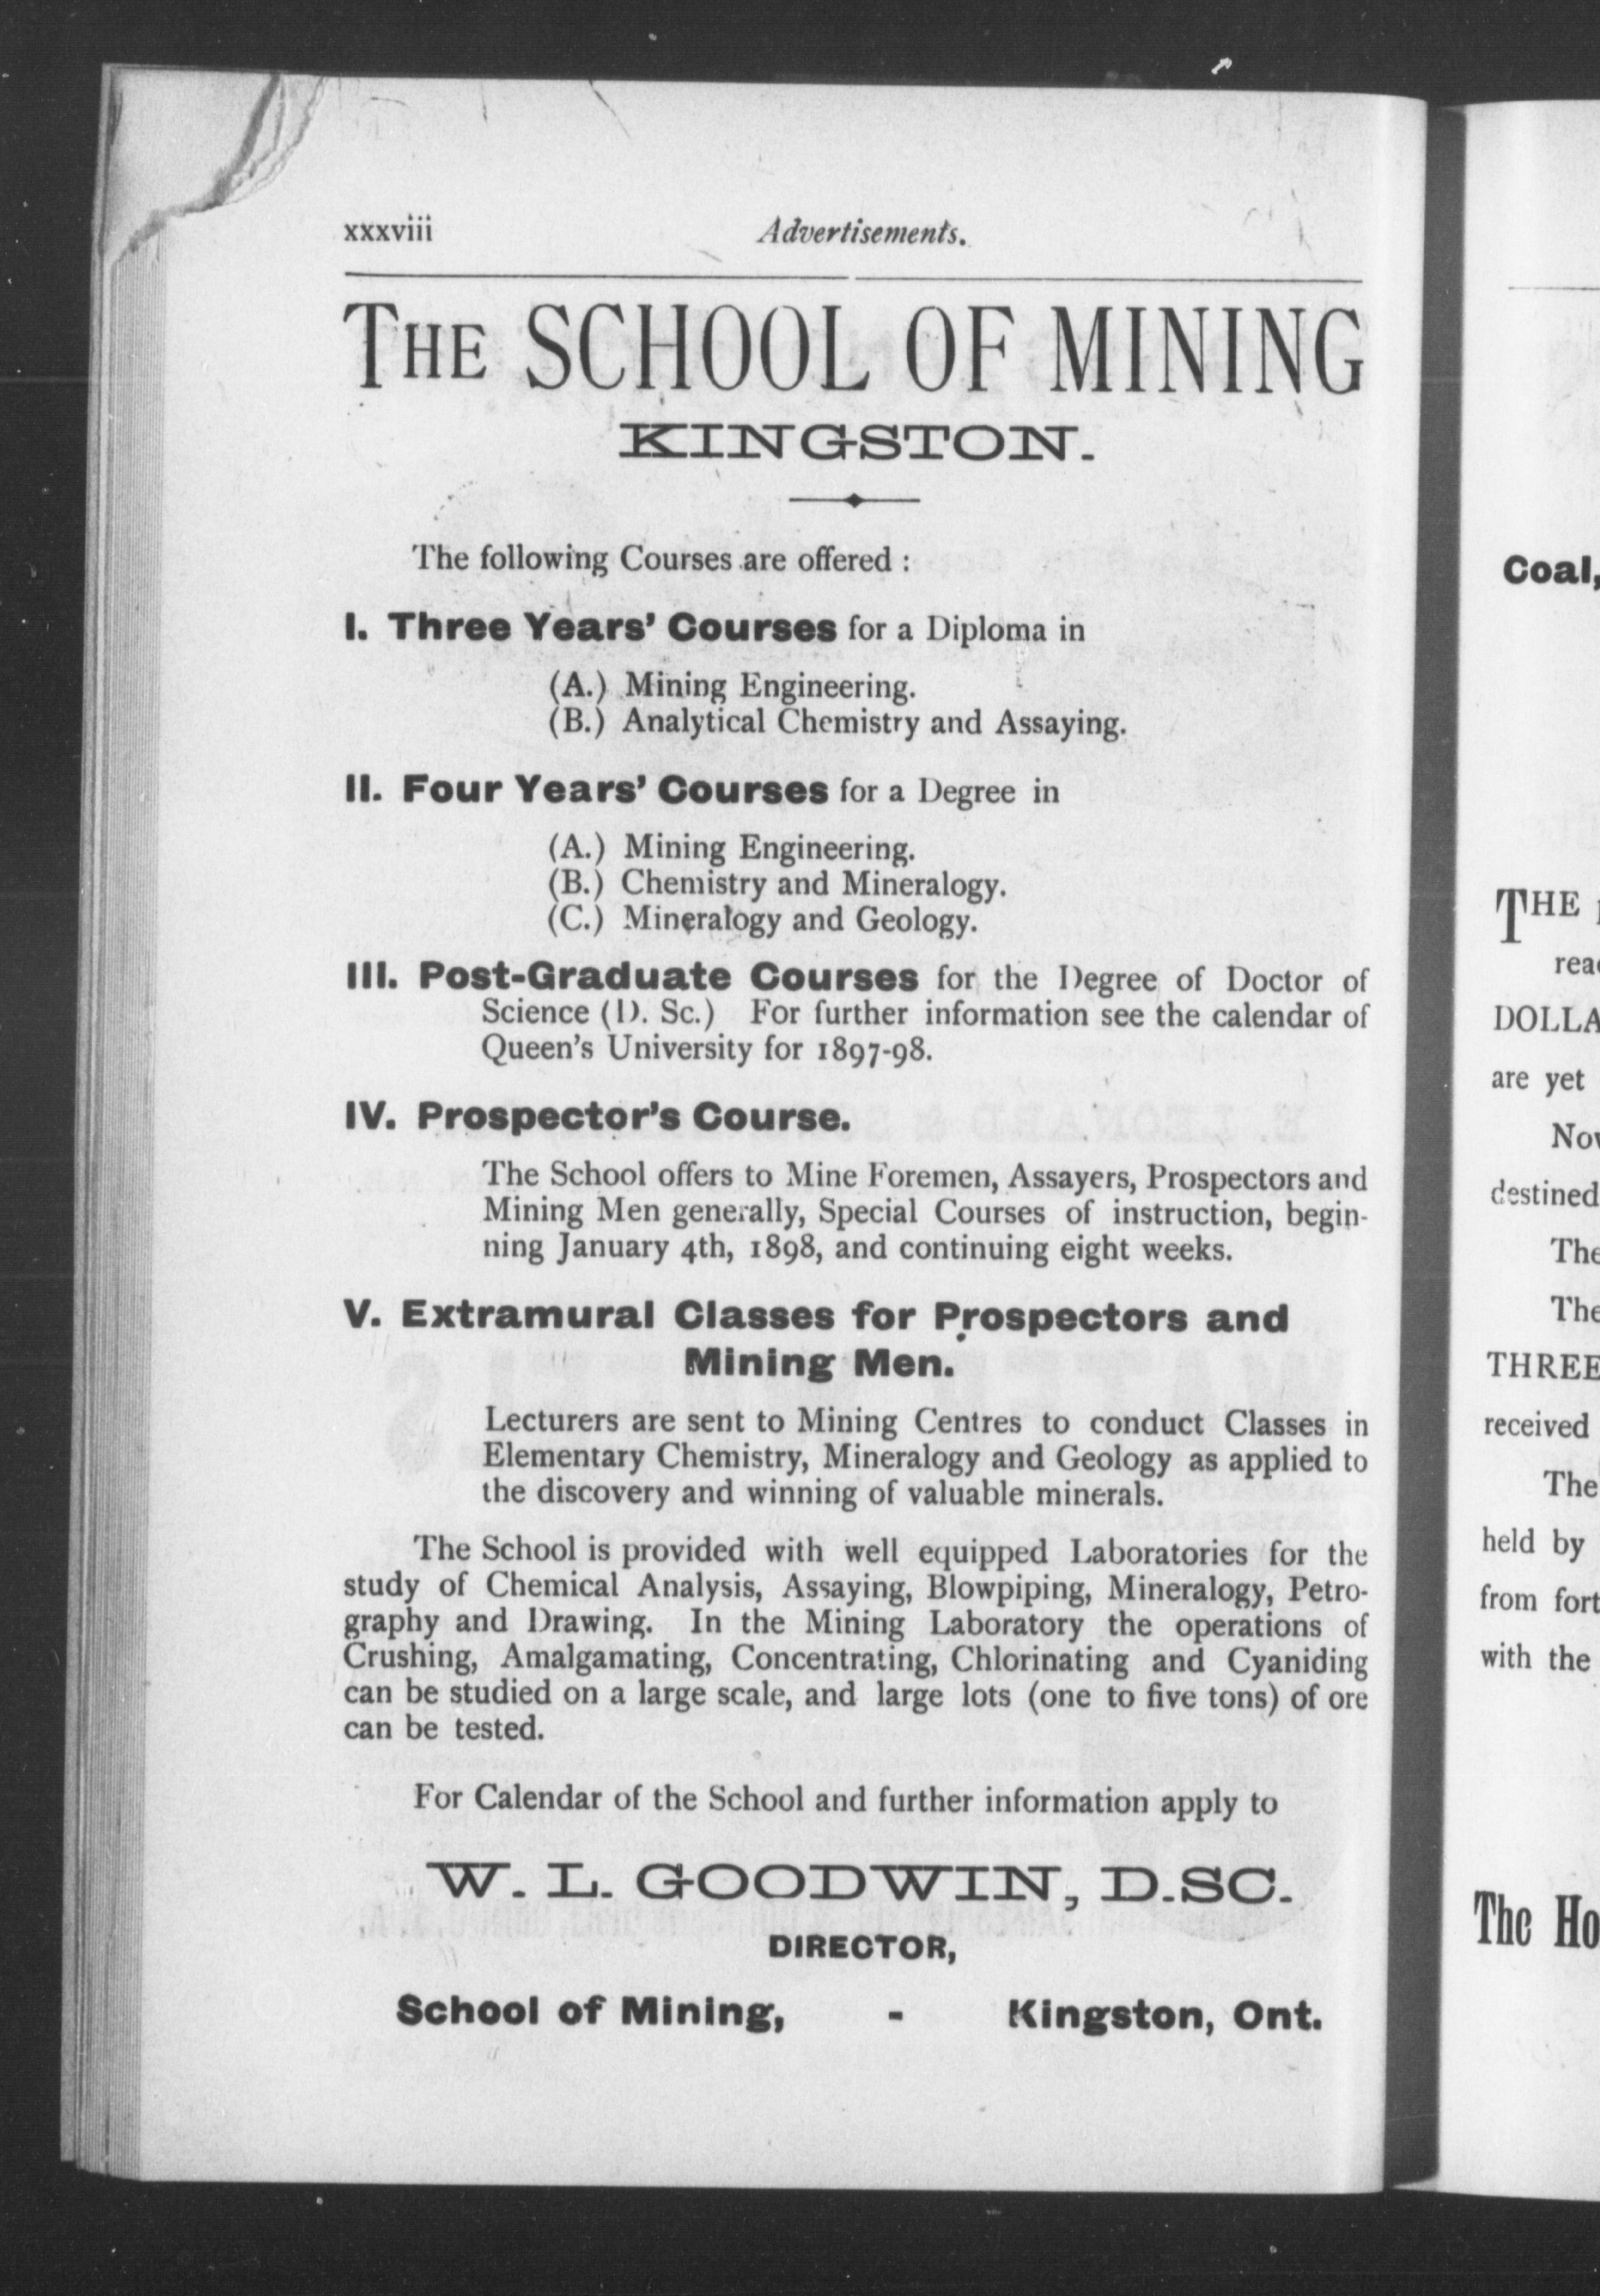 xxxviii Advertisements.
THE SCHOOL OF MINING
KINGSTON.
The following Courses are offered :
I. Three Years' Courses for a Diploma in
(A.) Mining Engineering.
(B.) Analytical Chemistry and Assaying.
II. Four Years' Courses for a Degree in
(A.) Mining Engineering.
(B.) Chemistry and Mineralogy.
(C.) Mineralogy and Geology.
III. Post-Graduate Courses for the Degree of Doctor of
Science (D. Sc.) For further information see the calendar of
Queen's University for 1897-98.
IV. Prospector's Course.
The School offers to Mine Foremen, Assayers, Prospectors and
Mining Men generally, Special Courses of instruction, begin-
ning January 4th, 1898, and continuing eight weeks.
V. Extramural Classes for Prospectors and
Mining Men.
Lecturers are sent to Mining Centres to conduct Classes in
Elementary Chemistry, Mineralogy and Geology as applied to
the discovery and winning of valuable minerals.
The School is provided with well equipped Laboratories for the
study of Chemical Analysis, Assaying, Blowpiping, Mineralogy, Petro-
graphy and Drawing. In the Mining Laboratory the operations of
Crushing, Amalgamating, Concentrating, Chlorinating and Cyaniding
can be studied on a large scale, and large lots (one to five tons) of ore
can be tested.
For Calendar of the School and further information apply to
W. L. GOODWIN, D.SC.
DIRECTOR,
School of Mining, - Kingston, Ont.
Coal,
THE
DOLLA
are yet
destined
The
The
THREE
received
The
held by
from fort
with the
The Ho